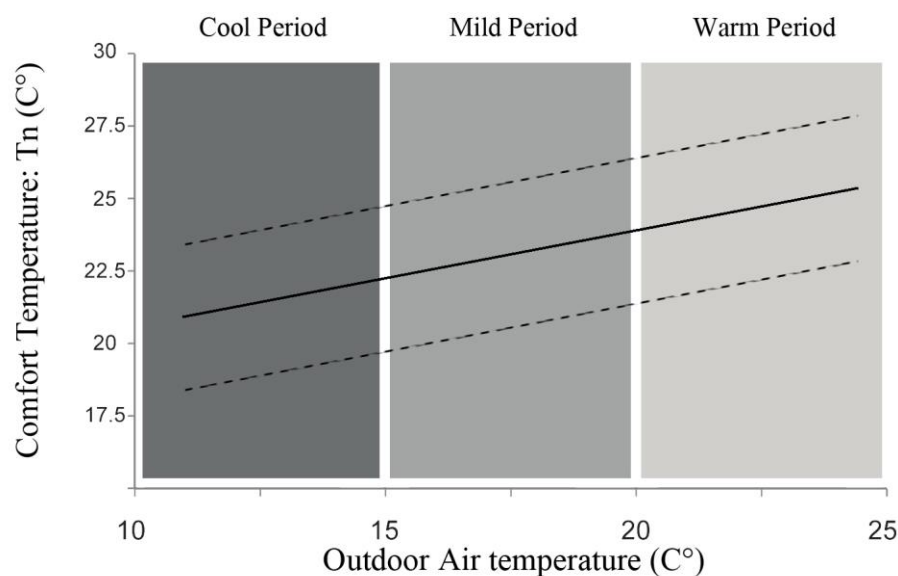 Cool Period Mild Period Warm Period
30
27.5
25
22.5
20
17.5
Comfort Temperature: Tn (C°)
10 15 20 25
Outdoor Air temperature (C°)